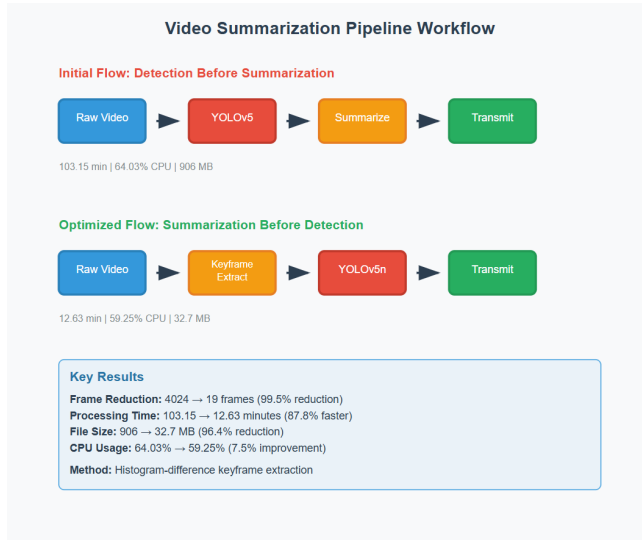 Video Summarization Pipeline Workflow
Initial Flow: Detection Before Summarization
Raw Video
YOLOv5
Summarize
Transmit
103.15 min | 64.03% CPU | 906 MB
Optimized Flow: Summarization Before Detection
Raw Video
Keyframe
Extract
YOLOv5n
Transmit
12.63 min | 59.25% CPU | 32.7 MB
Key Results
Frame Reduction: 4024 → 19 frames (99.5% reduction)
Processing Time: 103.15 → 12.63 minutes (87.8% faster)
File Size: 906 → 32.7 MB (96.4% reduction)
CPU Usage: 64.03% → 59.25% (7.5% improvement)
Method: Histogram-difference keyframe extraction